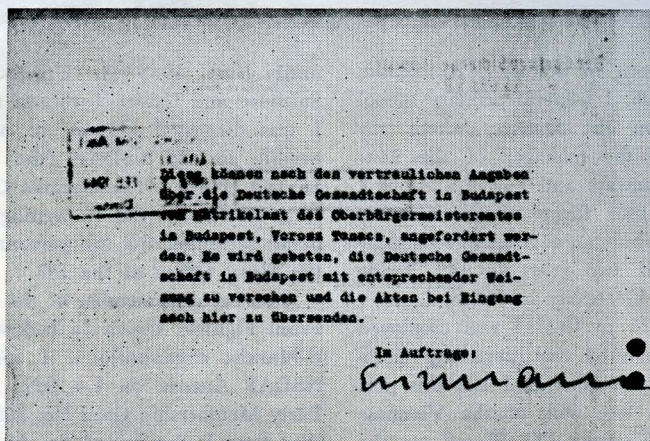 Diese können nach den vertraulichen Angaben
über die Deutsche Gesandtschaft in Budapest
vom Matrikelamt des Oberbürgermeisteramtes
in Budapest, Varosz Tanacs, angefordert wer-
den. Es wird gebeten, die Deutsche Gesandt-
schaft in Budapest mit entsprechender Wei-
sung zu versehen und die Akten bei Eingang
nach hier zu übersenden.
Im Auftrage: